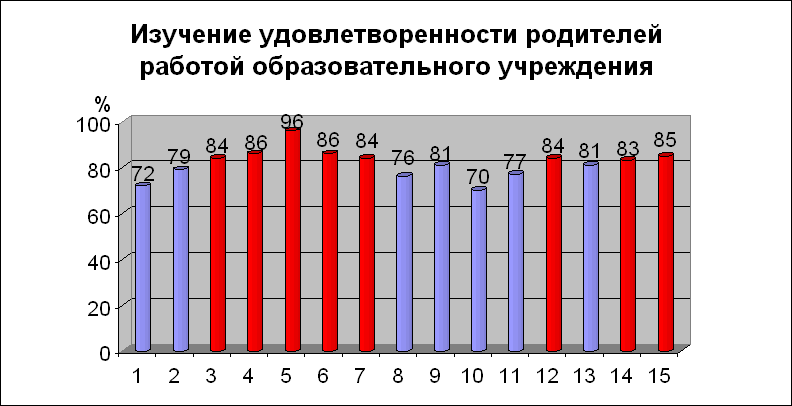 Изучение удовлетворенности родителей
работой образовательного учреждения
%
100
80
60
40
20
0
72 79 84 86 96 86 84 76 81 70 77 84 81 83 85
1 2 3 4 5 6 7 8 9 10 11 12 13 14 15